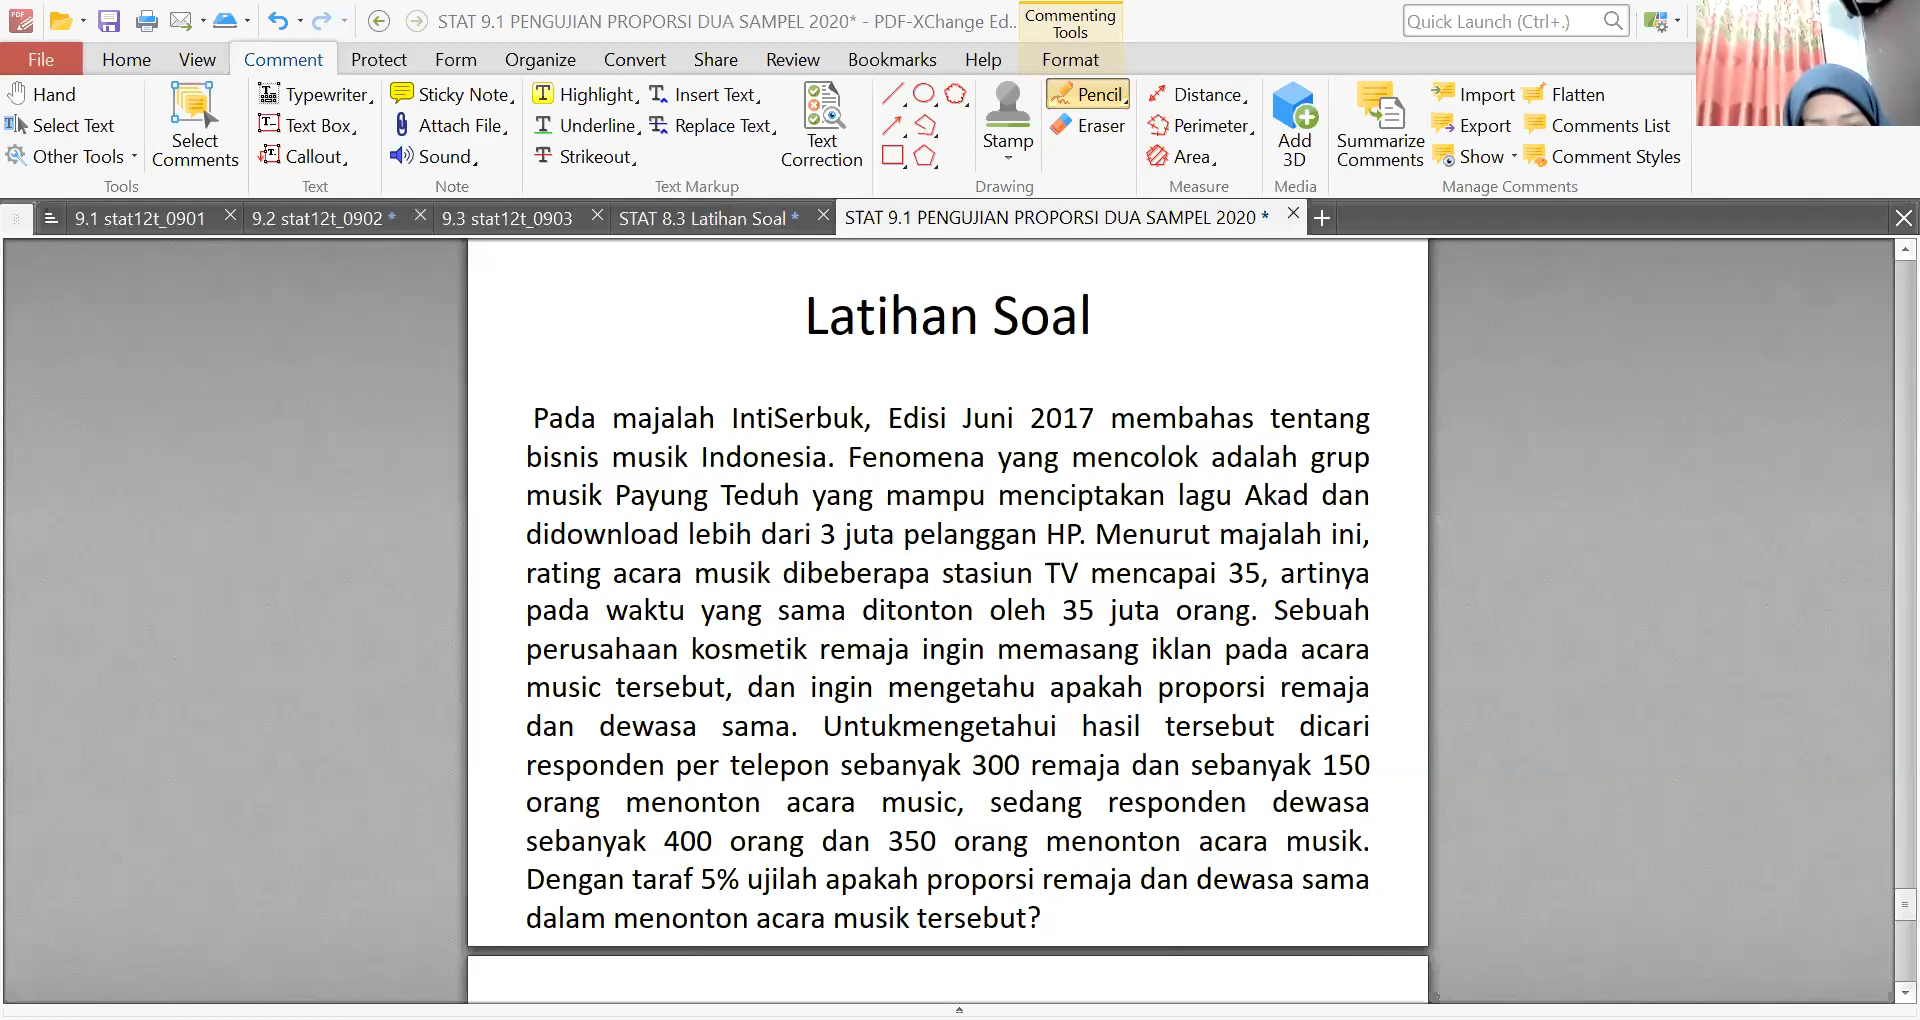 STAT 9.1 PENGUJIAN PROPORSI DUA SAMPEL 2020* - PDF-XChange Ed...
Commenting Tools
Quick Launch (Ctrl+.)
File Home View Comment Protect Form Organize Convert Share Review Bookmarks Help Format
Hand
Select Text
Other Tools
Select Comments
Tools
Typewriter
Text Box
Callout
Text
Sticky Note
Attach File
Sound
Note
Highlight
Underline
Strikeout
Insert Text
Replace Text
Text Correction
Text Markup
Stamp
Pencil
Eraser
Drawing
Distance
Perimeter
Area
Measure
Add 3D
Media
Summarize Comments
Import
Export
Show
Flatten
Comments List
Comment Styles
Manage Comments
9.1 stat12t_0901
9.2 stat12t_0902 *
9.3 stat12t_0903
STAT 8.3 Latihan Soal *
STAT 9.1 PENGUJIAN PROPORSI DUA SAMPEL 2020 *
Latihan Soal
Pada majalah IntiSerbuk, Edisi Juni 2017 membahas tentang
bisnis musik Indonesia. Fenomena yang mencolok adalah grup
musik Payung Teduh yang mampu menciptakan lagu Akad dan
didownload lebih dari 3 juta pelanggan HP. Menurut majalah ini,
rating acara musik dibeberapa stasiun TV mencapai 35, artinya
pada waktu yang sama ditonton oleh 35 juta orang. Sebuah
perusahaan kosmetik remaja ingin memasang iklan pada acara
music tersebut, dan ingin mengetahu apakah proporsi remaja
dan dewasa sama. Untukmengetahui hasil tersebut dicari
responden per telepon sebanyak 300 remaja dan sebanyak 150
orang menonton acara music, sedang responden dewasa
sebanyak 400 orang dan 350 orang menonton acara musik.
Dengan taraf 5% ujilah apakah proporsi remaja dan dewasa sama
dalam menonton acara musik tersebut?